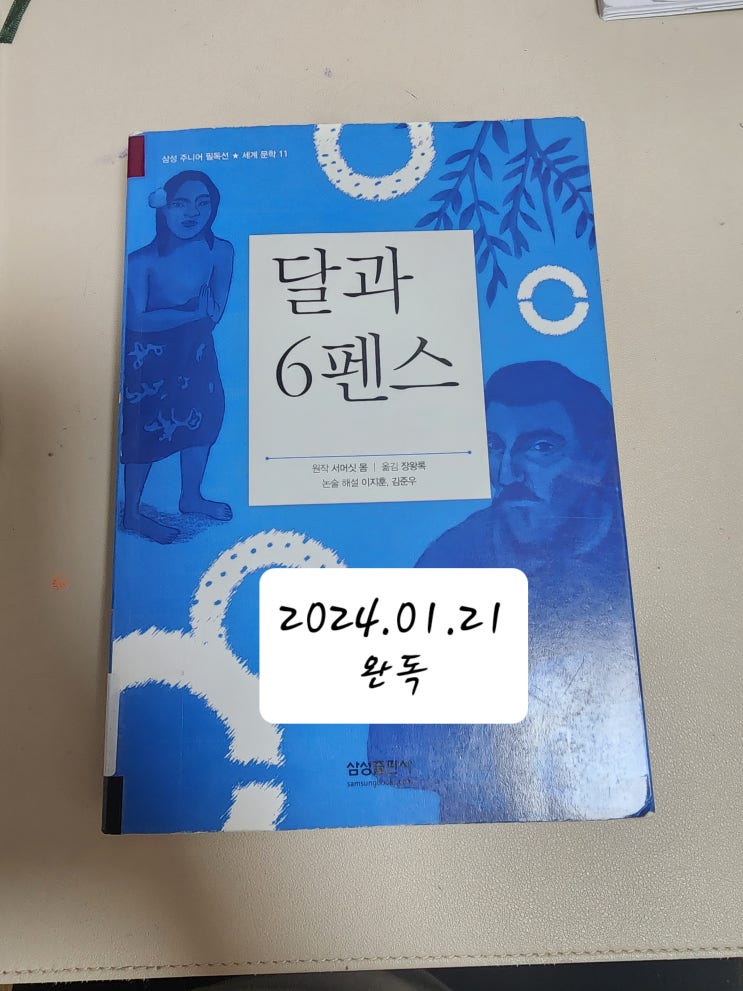 삼성 주니어 필독선 ★ 세계 문학 11
달과
6펜스
원작 서머싯 몸 | 옮김 장왕록
논술 해설 이지훈, 김준우
2024.01.21
완독
삼성출판사